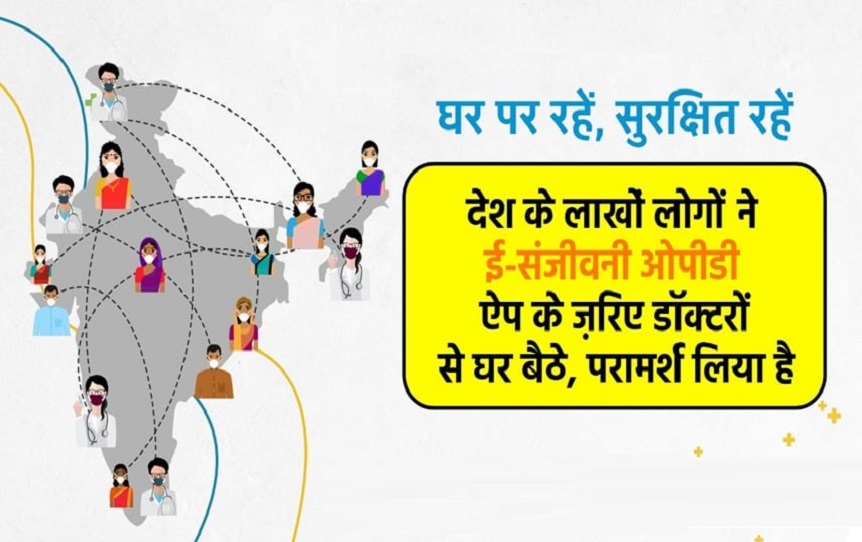 घर पर रहें, सुरक्षित रहें
देश के लाखों लोगों ने
ई-संजीवनी ओपीडी
ऐप के ज़रिए डॉक्टरों
से घर बैठे, परामर्श लिया है